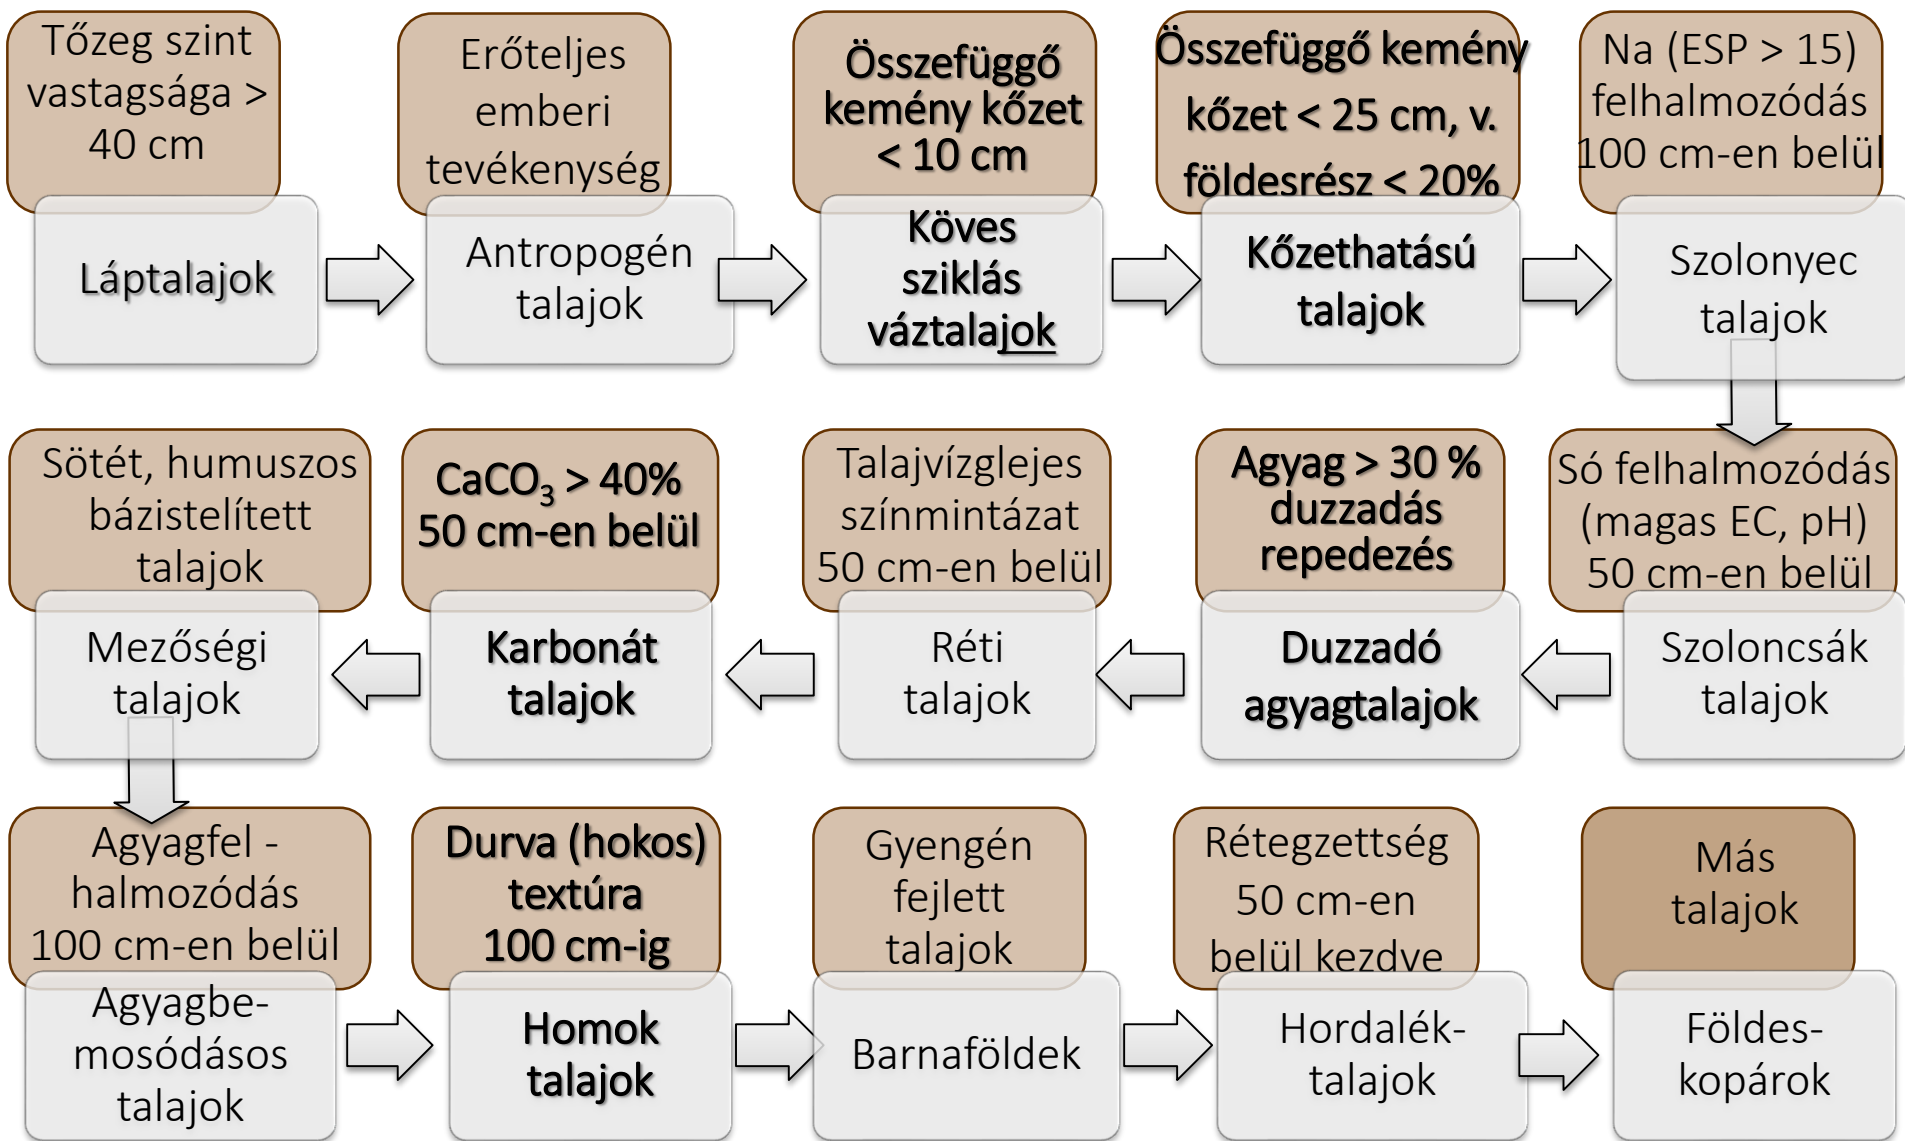 Tőzeg szint
vastagsága >
40 cm
Láptalajok
Erőteljes
emberi
tevékenység
Antropogén
talajok
Összefüggő
kemény kőzet
< 10 cm
Köves
sziklás
váztalajok
Összefüggő kemény
kőzet < 25 cm, v.
földesrész < 20%
Kőzethatású
talajok
Na (ESP > 15)
felhalmozódás
100 cm-en belül
Szolonyec
talajok
Só felhalmozódás
(magas EC, pH)
50 cm-en belül
Szoloncsák
talajok
Agyag > 30 %
duzzadás
repedezés
Duzzadó
agyagtalajok
Talajvízglejes
színmintázat
50 cm-en belül
Réti
talajok
CaCO₃ > 40%
50 cm-en belül
Karbonát
talajok
Sötét, humuszos
bázistelített
talajok
Mezőségi
talajok
Agyagfel -
halmozódás
100 cm-en belül
Agyagbe-
mosódásos
talajok
Durva (hokos)
textúra
100 cm-ig
Homok
talajok
Gyengén
fejlett
talajok
Barnaföldek
Rétegzettség
50 cm-en
belül kezdve
Hordalék-
talajok
Más
talajok
Földes-
kopárok